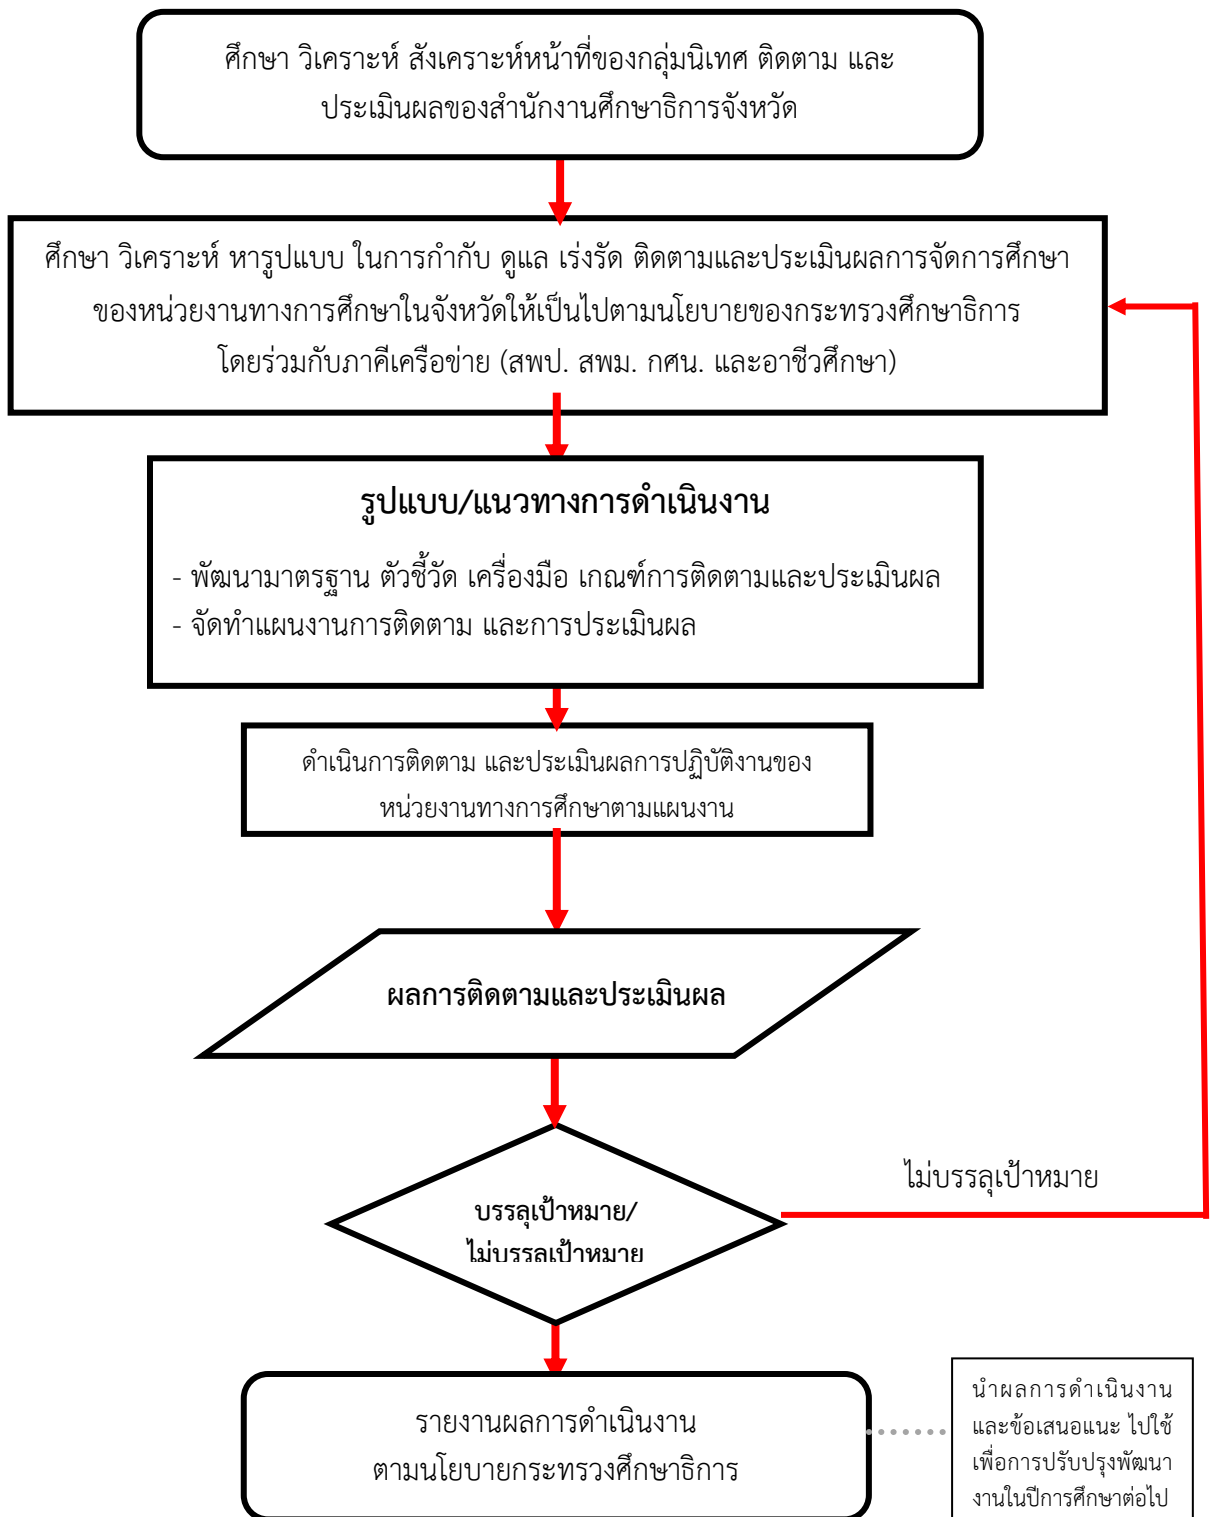 ศึกษา วิเคราะห์ สังเคราะห์หน้าที่ของกลุ่มนิเทศ ติดตาม และ
ประเมินผลของสำนักงานศึกษาธิการจังหวัด
ศึกษา วิเคราะห์ หารูปแบบ ในการกำกับ ดูแล เร่งรัด ติดตามและประเมินผลการจัดการศึกษา
ของหน่วยงานทางการศึกษาในจังหวัดให้เป็นไปตามนโยบายของกระทรวงศึกษาธิการ
โดยร่วมกับภาคีเครือข่าย (สพป. สพม. กศน. และอาชีวศึกษา)
รูปแบบ/แนวทางการดำเนินงาน
- พัฒนามาตรฐาน ตัวชี้วัด เครื่องมือ เกณฑ์การติดตามและประเมินผล
- จัดทำแผนงานการติดตาม และการประเมินผล
ดำเนินการติดตาม และประเมินผลการปฏิบัติงานของ
หน่วยงานทางการศึกษาตามแผนงาน
ผลการติดตามและประเมินผล
บรรลุเป้าหมาย/
ไม่บรรลุเป้าหมาย
ไม่บรรลุเป้าหมาย
รายงานผลการดำเนินงาน
ตามนโยบายกระทรวงศึกษาธิการ
นำผลการดำเนินงาน
และข้อเสนอแนะ ไปใช้
เพื่อการปรับปรุงพัฒนา
งานในปีการศึกษาต่อไป